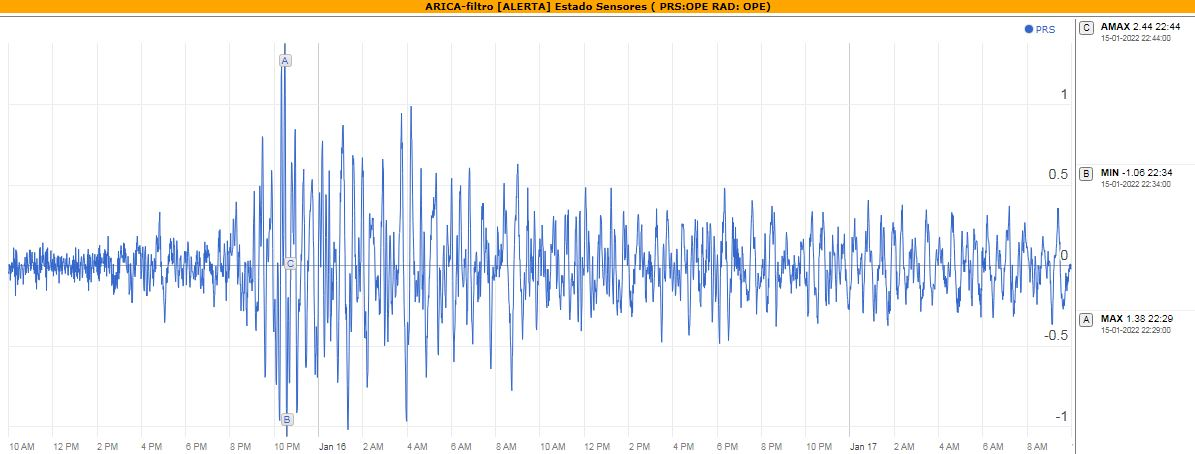 ARICA-filtro [ALERTA] Estado Sensores ( PRS:OPE RAD: OPE)
PRS
C AMAX 2.44 22:44
15-01-2022 22:44:00
A
1
B MIN -1.06 22:34
15-01-2022 22:34:00
0.5
C
0
A MAX 1.38 22:29
15-01-2022 22:29:00
-0.5
B
-1
10 AM 12 PM 2 PM 4 PM 6 PM 8 PM 10 PM Jan 16 2 AM 4 AM 6 AM 8 AM 10 AM 12 PM 2 PM 4 PM 6 PM 8 PM 10 PM Jan 17 2 AM 4 AM 6 AM 8 AM